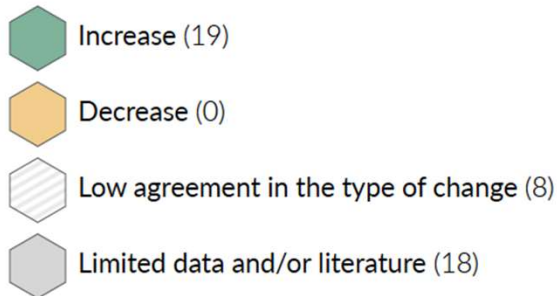 Increase (19)
Decrease (0)
Low agreement in the type of change (8)
Limited data and/or literature (18)